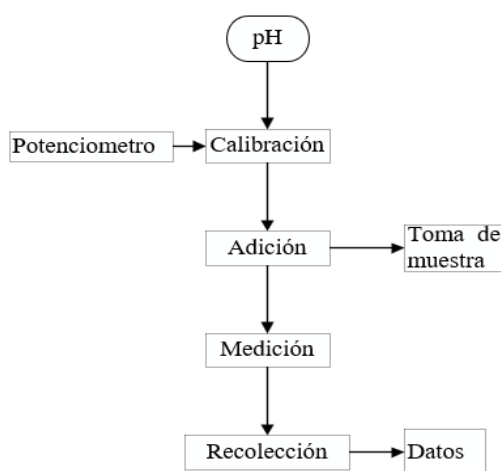 pH
Potenciometro
Calibración
Adición
Toma de
muestra
Medición
Recolección
Datos